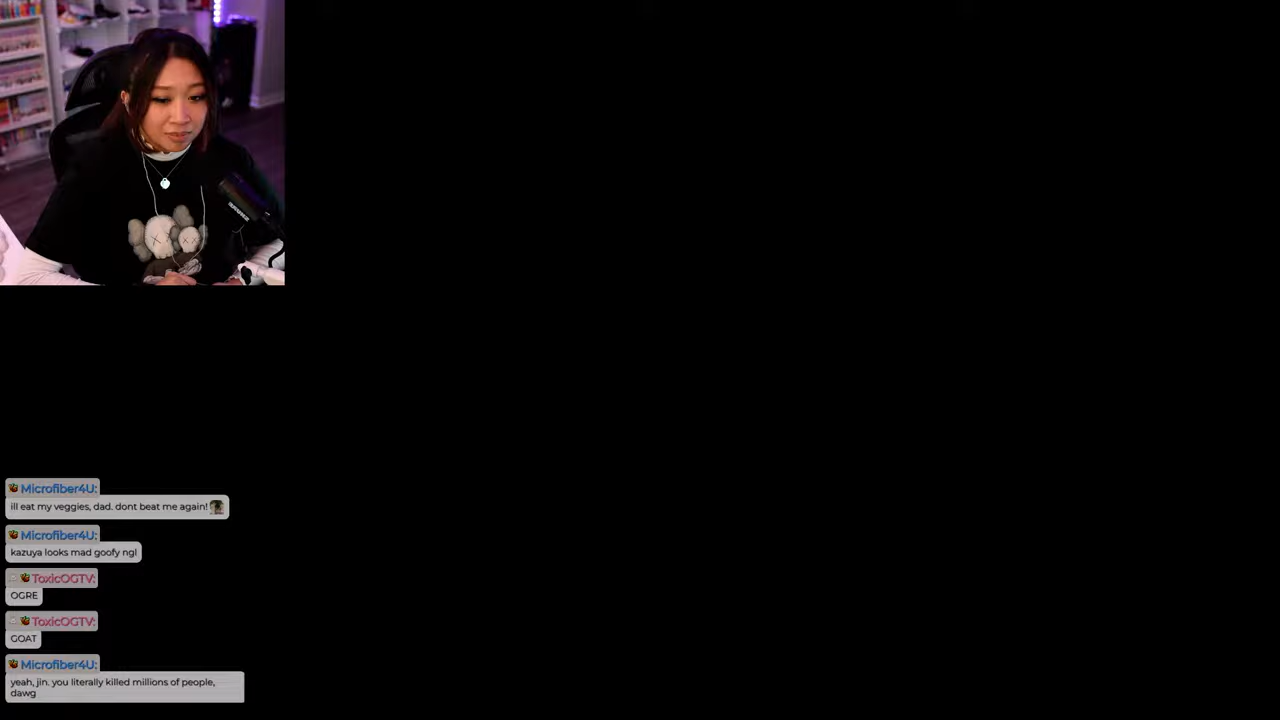 Microfiber4U:
ill eat my veggies, dad. dont beat me again!
Microfiber4U:
kazuya looks mad goofy ngl
ToxicOGTV:
OGRE
ToxicOGTV:
GOAT
Microfiber4U:
yeah, jin. you literally killed millions of people,
dawg